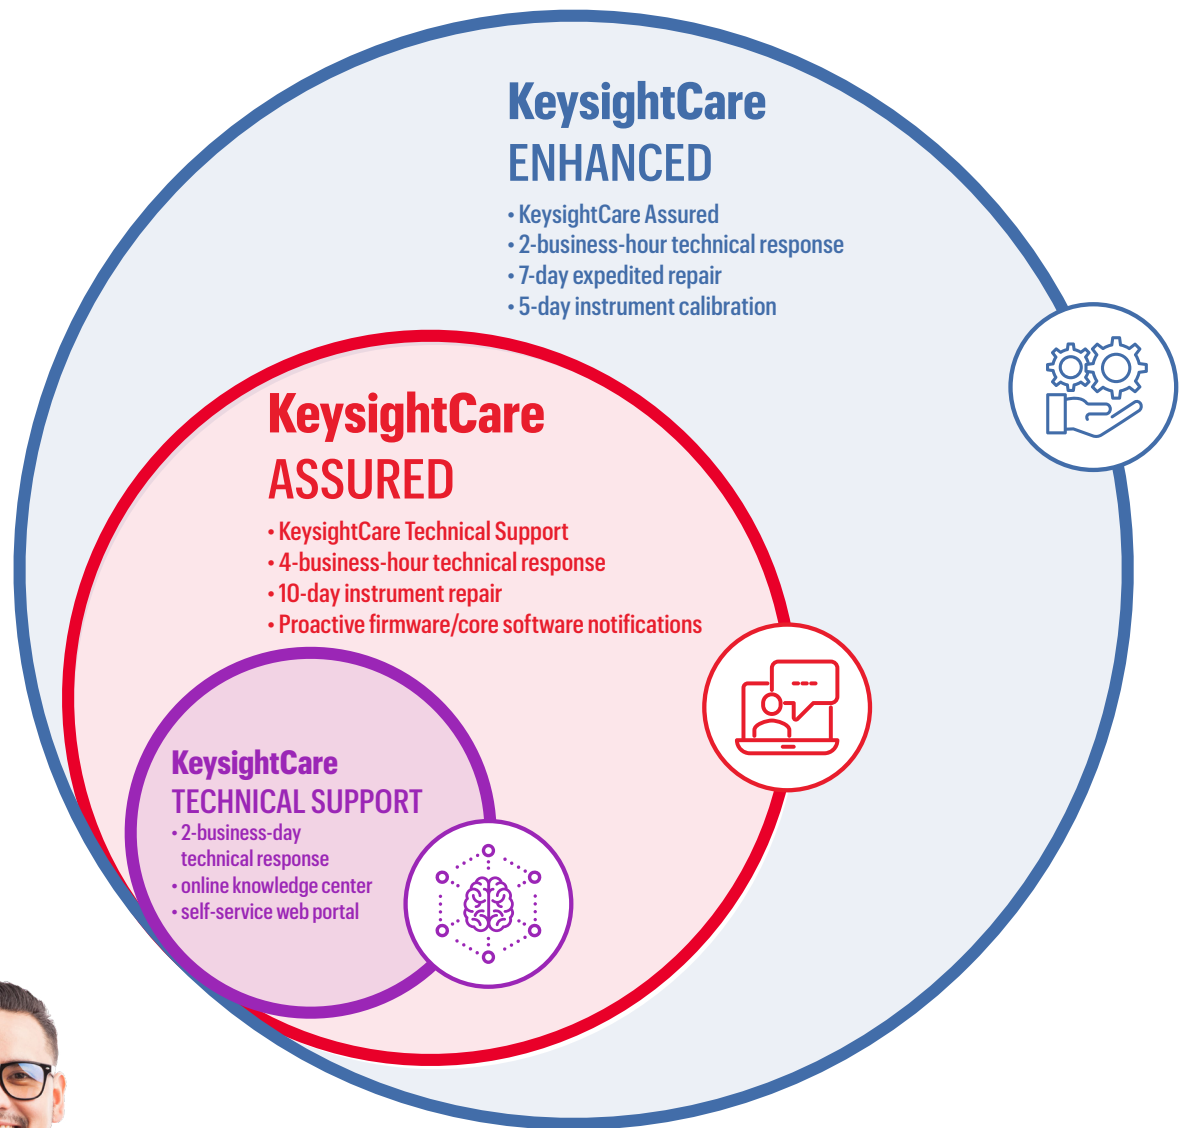 KeysightCare
ENHANCED
• KeysightCare Assured
• 2-business-hour technical response
• 7-day expedited repair
• 5-day instrument calibration
KeysightCare
ASSURED
• KeysightCare Technical Support
• 4-business-hour technical response
• 10-day instrument repair
• Proactive firmware/core software notifications
KeysightCare
TECHNICAL SUPPORT
• 2-business-day
technical response
• online knowledge center
• self-service web portal